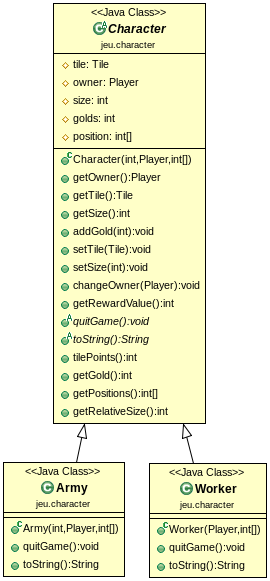 <<Java Class>>
Character
jeu.character
tile: Tile
owner: Player
size: int
golds: int
position: int[]
Character(int,Player,int[])
getOwner():Player
getTile():Tile
getSize():int
addGold(int):void
setTile(Tile):void
setSize(int):void
changeOwner(Player):void
getRewardValue():int
quitGame():void
toString():String
tilePoints():int
getGold():int
getPositions():int[]
getRelativeSize():int
<<Java Class>>
Army
jeu.character
Army(int,Player,int[])
quitGame():void
toString():String
<<Java Class>>
Worker
jeu.character
Worker(Player,int[])
quitGame():void
toString():String